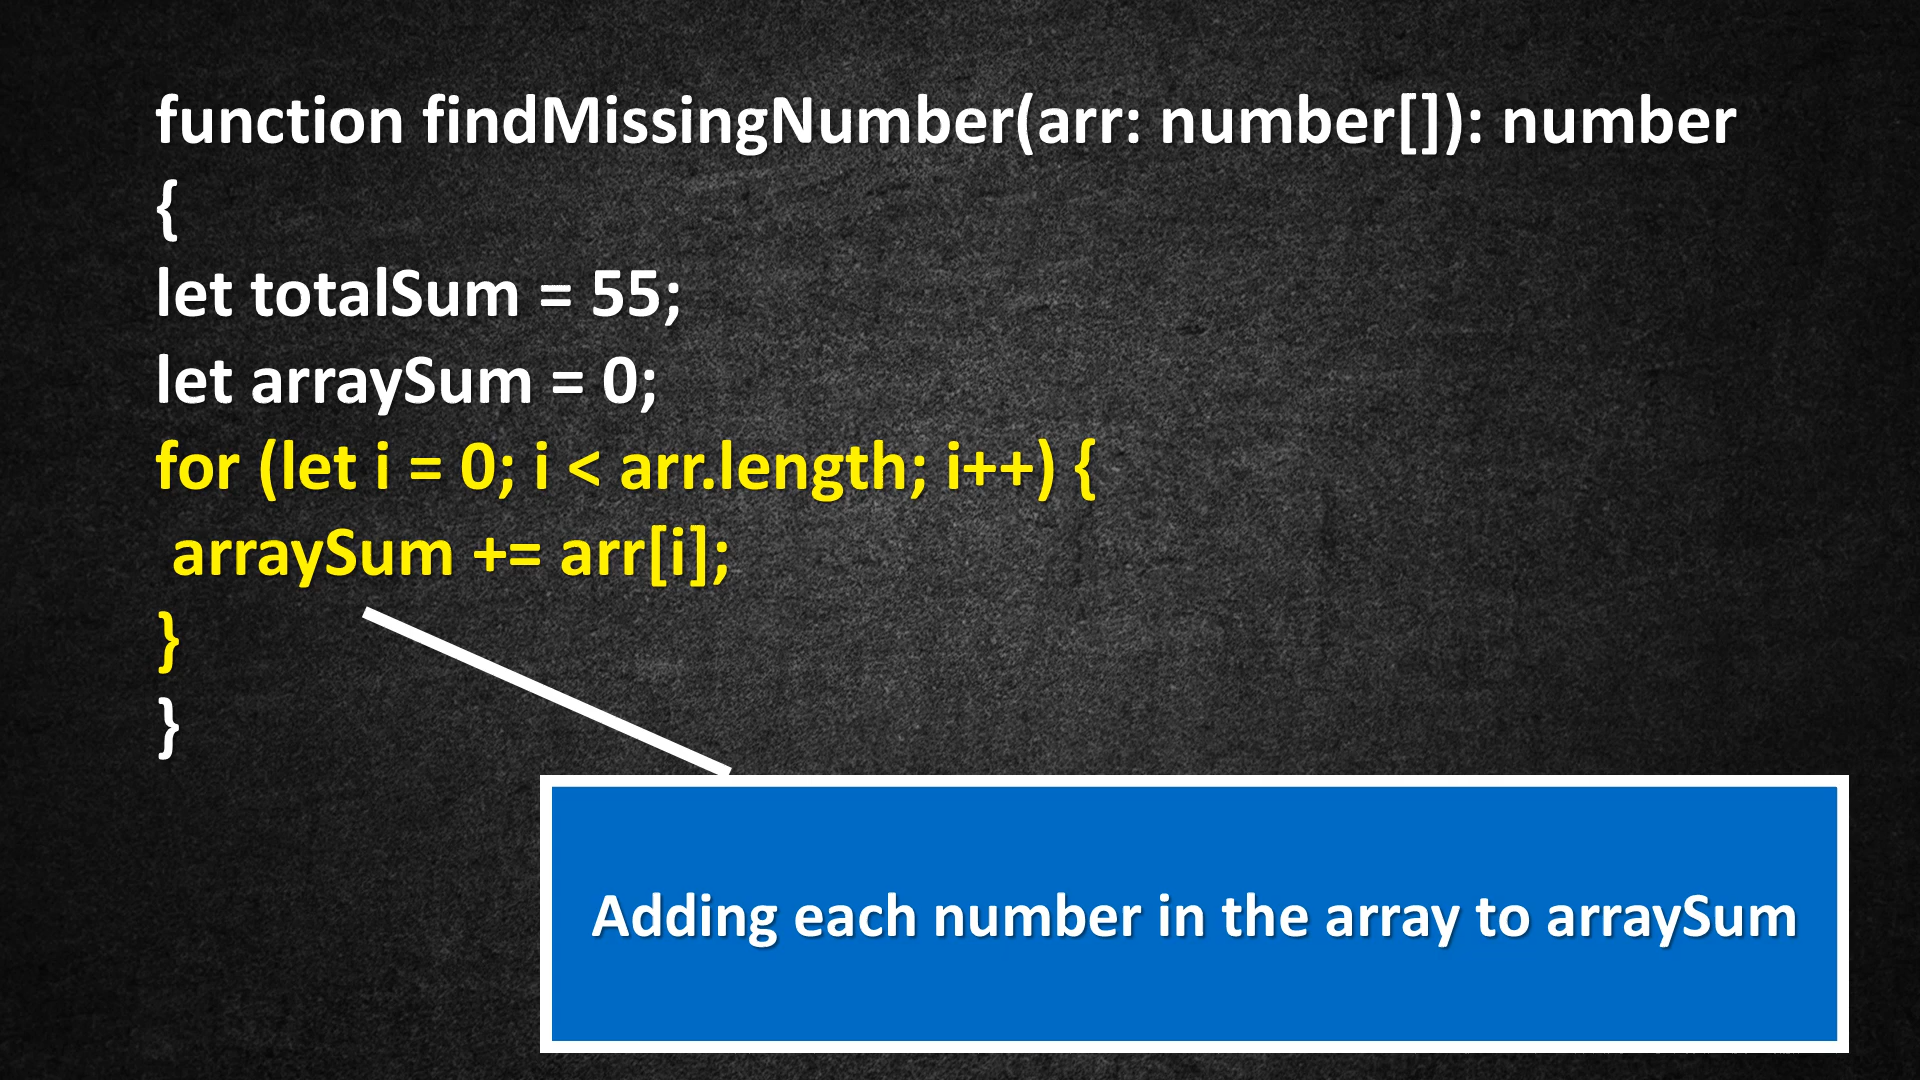 function findMissingNumber(arr: number[]): number
{
let totalSum = 55;
let arraySum = 0;
for (let i = 0; i < arr.length; i++) {
arraySum += arr[i];
}
}
Adding each number in the array to arraySum